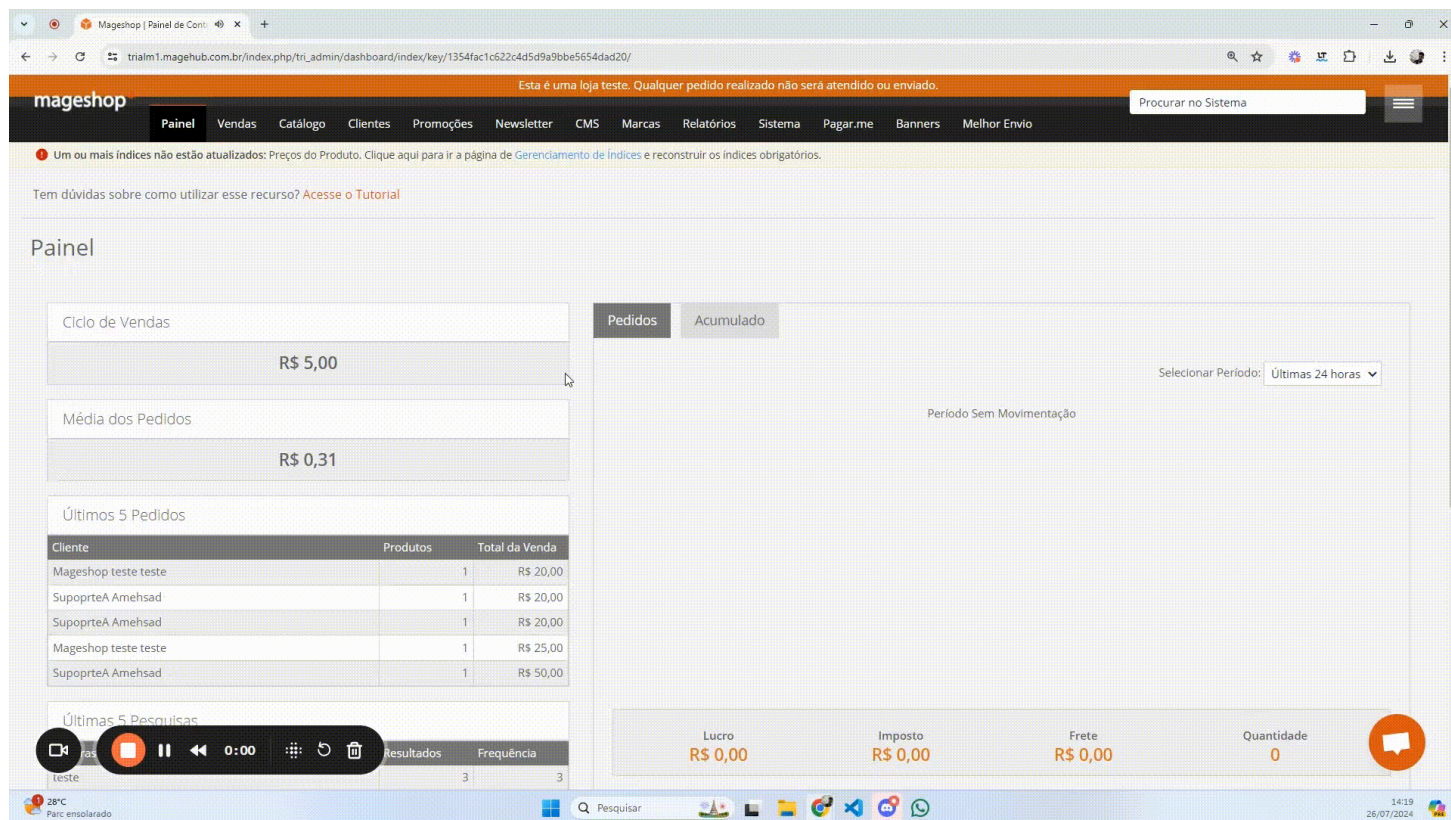 Mageshop | Painel de Conti
trialm1.magehub.com.br/index.php/tri_admin/dashboard/index/key/1354fac1c622c4d5d9a9bbe5654dad20/
Esta é uma loja teste. Qualquer pedido realizado não será atendido ou enviado.
mageshop
Procurar no Sistema
Painel Vendas Catálogo Clientes Promoções Newsletter CMS Marcas Relatórios Sistema Pagar.me Banners Melhor Envio
Um ou mais índices não estão atualizados: Preços do Produto. Clique aqui para ir a página de Gerenciamento de Índices e reconstruir os índices obrigatórios.
Tem dúvidas sobre como utilizar esse recurso? Acesse o Tutorial
Painel
Ciclo de Vendas
R$ 5,00
Média dos Pedidos
R$ 0,31
Últimos 5 Pedidos
Cliente Produtos Total da Venda
Mageshop teste teste 1 R$ 20,00
SupoprteA Amehsad 1 R$ 20,00
SupoprteA Amehsad 1 R$ 20,00
Mageshop teste teste 1 R$ 25,00
SupoprteA Amehsad 1 R$ 50,00
Últimas 5 Pesquisas
Resultados Frequência
teste 3 3
0:00
Pedidos Acumulado
Selecionar Período: Últimas 24 horas
Período Sem Movimentação
Lucro Imposto Frete Quantidade
R$ 0,00 R$ 0,00 R$ 0,00 0
28°C
Parc ensolarado
Pesquisar
14:19
26/07/2024